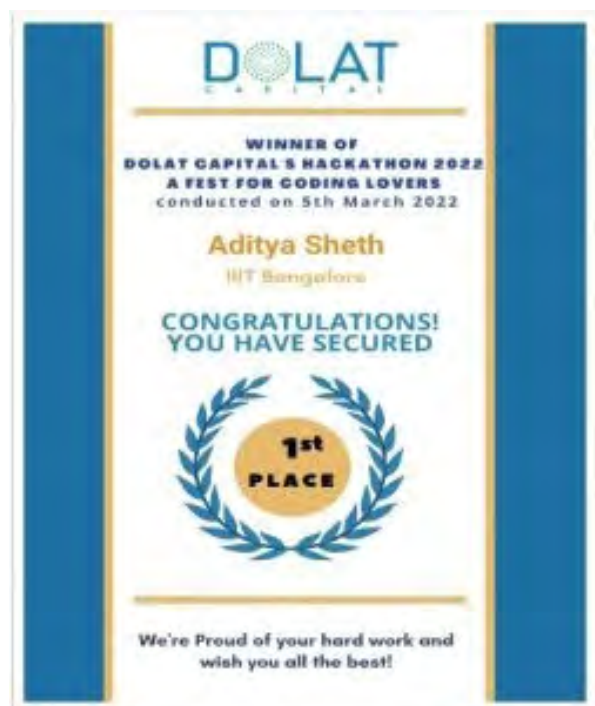 DOLAT
CAPITAL
WINNER OF
DOLAT CAPITAL'S HACKATHON 2022
A FEST FOR CODING LOVERS
conducted on 5th March 2022
Aditya Sheth
IIIT Bangalore
CONGRATULATIONS!
YOU HAVE SECURED
1st
PLACE
We're Proud of your hard work and
wish you all the best!